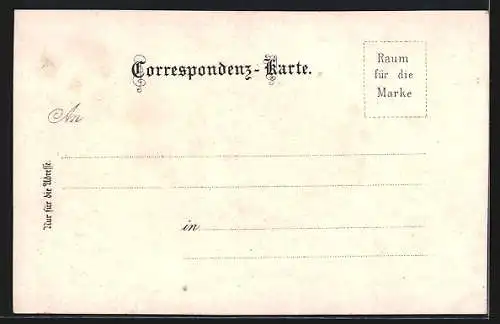 Correspondenz-Karte.
Raum
für die
Marke
An
Nur für die Adresse.
in